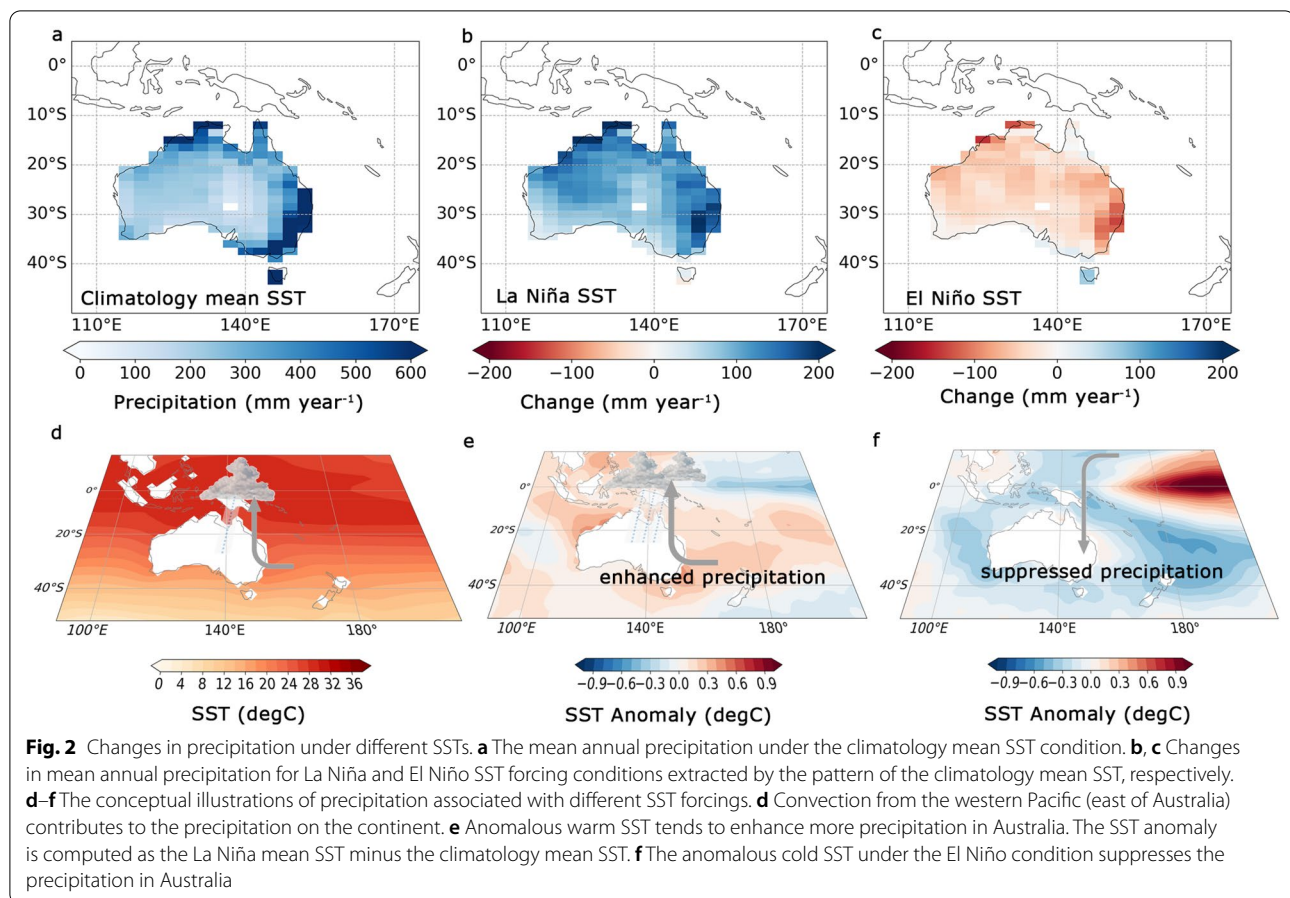 a
b
c
0°
10°S
20°S
30°S
40°S
0°
10°S
20°S
30°S
40°S
0°
10°S
20°S
30°S
40°S
Climatology mean SST
La Niña SST
El Niño SST
110°E 140°E 170°E
110°E 140°E 170°E
110°E 140°E 170°E
0 100 200 300 400 500 600
−200 −100 0 100 200
−200 −100 0 100 200
Precipitation (mm year⁻¹)
Change (mm year⁻¹)
Change (mm year⁻¹)
d
e
f
0°
20°S
40°S
0°
20°S
40°S
0°
20°S
40°S
enhanced precipitation
suppressed precipitation
100°E 140°E 180°
100°E 140°E 180°
100°E 140°E 180°
0 4 8 12 16 20 24 28 32 36
−0.9 −0.6 −0.3 0.0 0.3 0.6 0.9
−0.9 −0.6 −0.3 0.0 0.3 0.6 0.9
SST (degC)
SST Anomaly (degC)
SST Anomaly (degC)
Fig. 2 Changes in precipitation under different SSTs. a The mean annual precipitation under the climatology mean SST condition. b, c Changes
in mean annual precipitation for La Niña and El Niño SST forcing conditions extracted by the pattern of the climatology mean SST, respectively.
d–f The conceptual illustrations of precipitation associated with different SST forcings. d Convection from the western Pacific (east of Australia)
contributes to the precipitation on the continent. e Anomalous warm SST tends to enhance more precipitation in Australia. The SST anomaly
is computed as the La Niña mean SST minus the climatology mean SST. f The anomalous cold SST under the El Niño condition suppresses the
precipitation in Australia